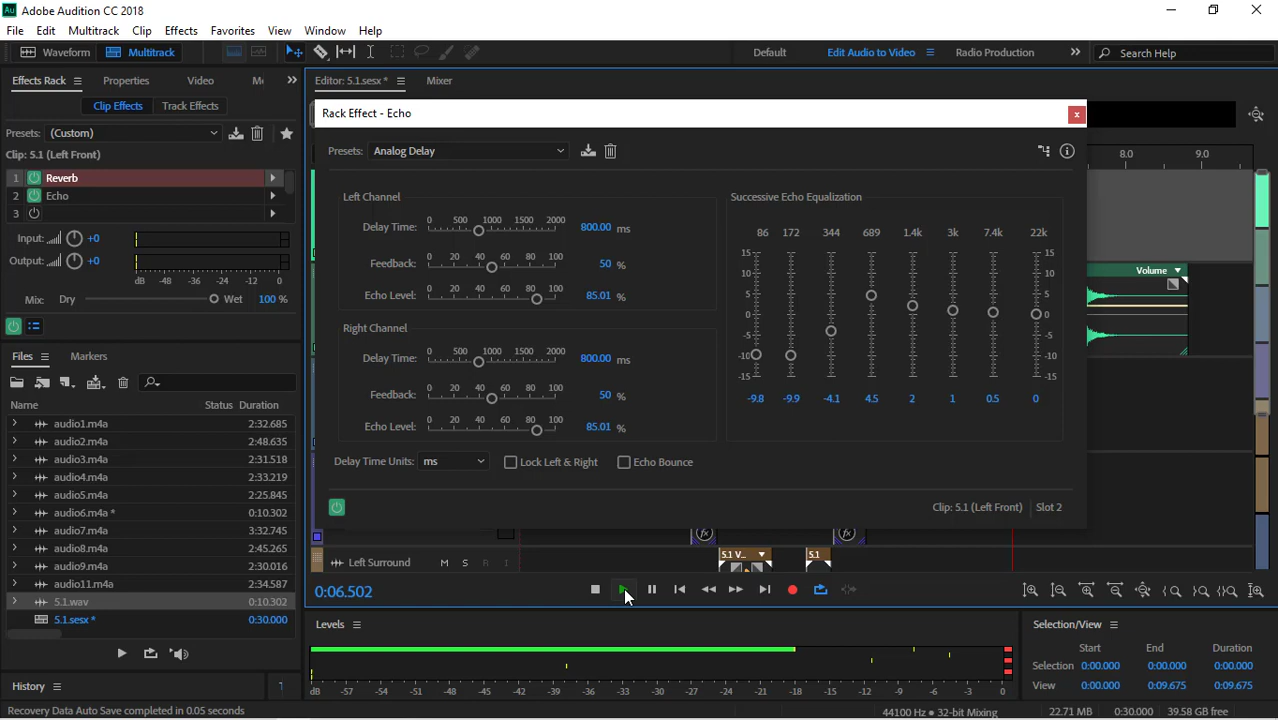 Adobe Audition CC 2018
File Edit Multitrack Clip Effects Favorites View Window Help
Waveform Multitrack Default Edit Audio to Video Radio Production Search Help
Effects Rack Properties Video Editor: 5.1.sesx * Mixer
Clip Effects Track Effects
Rack Effect - Echo
Presets: (Custom)
Presets: Analog Delay
Clip: 5.1 (Left Front)
8.0 9.0
1 Reverb
2 Echo
3
Input: +0
Output: +0
dB -48 -36 -24 -12 0
Mix: Dry Wet 100 %
Left Channel
0 500 1000 1500 2000
Delay Time: 800.00 ms
0 20 40 60 80 100
Feedback: 50 %
0 20 40 60 80 100
Echo Level: 85.01 %
Right Channel
0 500 1000 1500 2000
Delay Time: 800.00 ms
0 20 40 60 80 100
Feedback: 50 %
0 20 40 60 80 100
Echo Level: 85.01 %
Successive Echo Equalization
86 172 344 689 1.4k 3k 7.4k 22k
15 15
10 10
5 5
0 0
-5 -5
-10 -10
-15 -15
-9.8 -9.9 -4.1 4.5 2 1 0.5 0
Volume
Delay Time Units: ms Lock Left & Right Echo Bounce
Clip: 5.1 (Left Front) Slot 2
Files Markers
Name Status Duration
audio1.m4a 2:32.685
audio2.m4a 2:48.635
audio3.m4a 2:31.518
audio4.m4a 2:33.219
audio5.m4a 2:25.845
audio6.m4a * 0:10.302
audio7.m4a 3:32.745
audio8.m4a 2:45.265
audio9.m4a 2:31.634
audio11.m4a 2:34.587
5.1.wav 0:10.302
5.1.sesx * 0:30.000
fx fx
Left Surround M S R I
5.1 V... 5.1
0:06.502
Levels
dB -57 -54 -51 -48 -45 -42 -39 -36 -33 -30 -27 -24 -21 -18 -15 -12 -9 -6 -3 0
Selection/View
Start End Duration
Selection 0:00.000 0:00.000 0:00.000
View 0:00.000 0:09.675 0:09.675
History
Recovery Data Auto Save completed in 0.05 seconds
44100 Hz ● 32-bit Mixing 22.71 MB 0:30.000 39.58 GB free